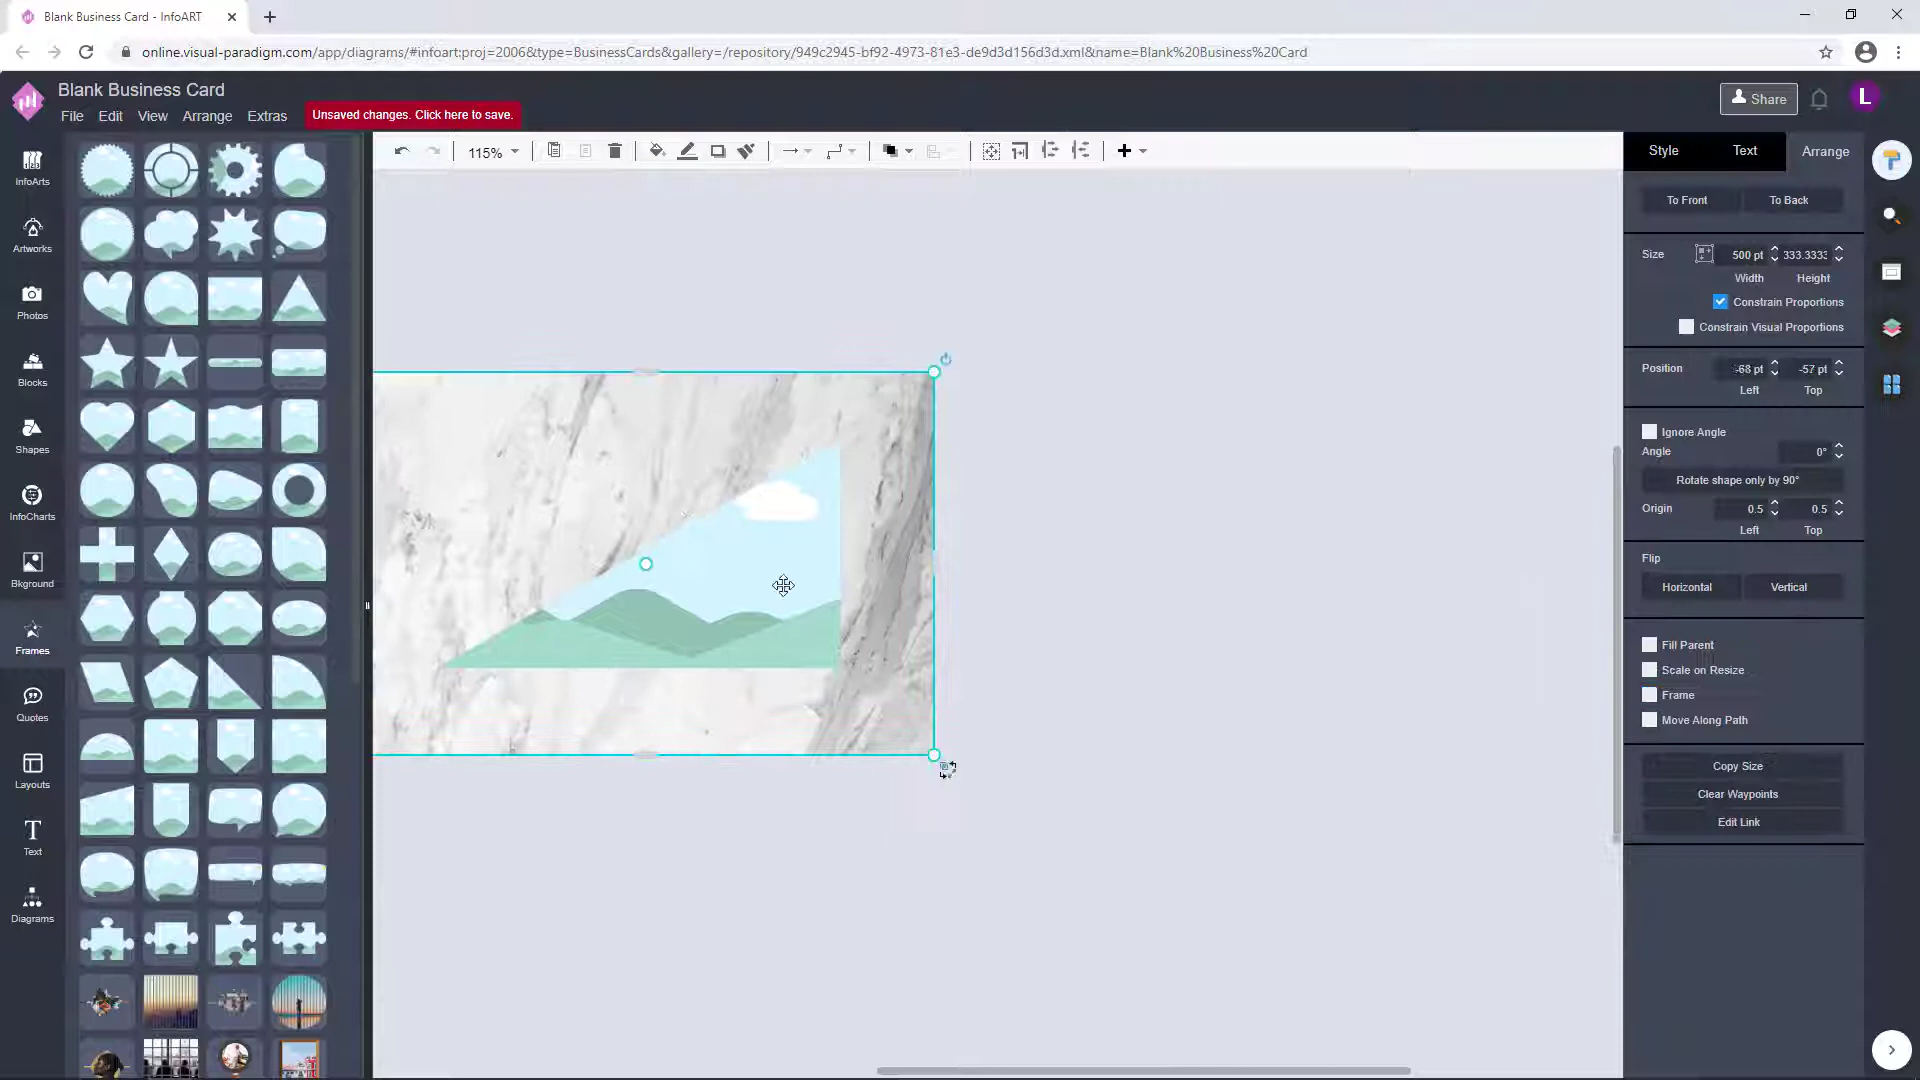 Blank Business Card - InfoART
online.visual-paradigm.com/app/diagrams/#infoart:proj=2006&type=BusinessCards&gallery=/repository/949c2945-bf92-4973-81e3-de9d3d156d3d.xml&name=Blank%20Business%20Card
Blank Business Card
File Edit View Arrange Extras
Unsaved changes. Click here to save.
Share
L
115%
Style Text Arrange
InfoArts
Artworks
Photos
Blocks
Shapes
InfoCharts
Bkground
Frames
Quotes
Layouts
Text
Diagrams
To Front To Back
Size 500 pt 333.3333
Width Height
Constrain Proportions
Constrain Visual Proportions
Position -68 pt -57 pt
Left Top
Ignore Angle
Angle 0°
Rotate shape only by 90°
Origin 0.5 0.5
Left Top
Flip
Horizontal Vertical
Fill Parent
Scale on Resize
Frame
Move Along Path
Copy Size
Clear Waypoints
Edit Link